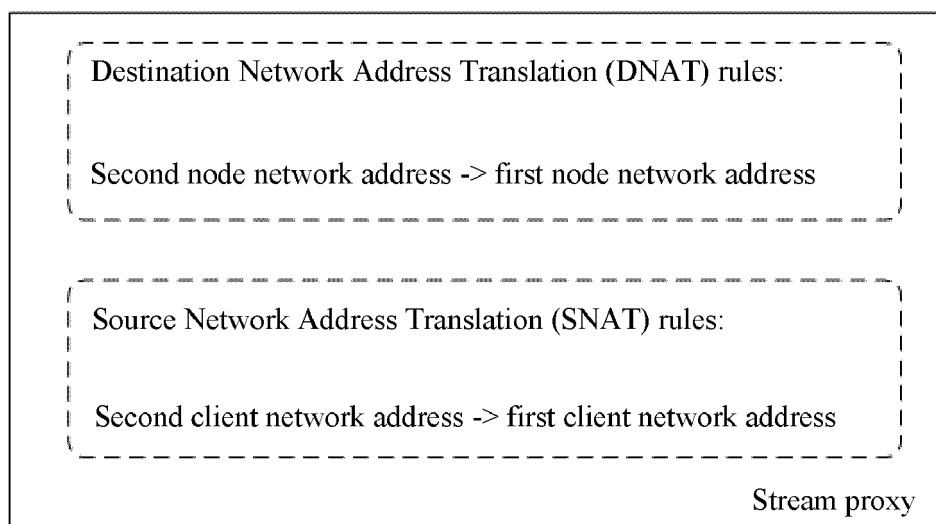 Destination Network Address Translation (DNAT) rules:
Second node network address -> first node network address
Source Network Address Translation (SNAT) rules:
Second client network address -> first client network address
Stream proxy